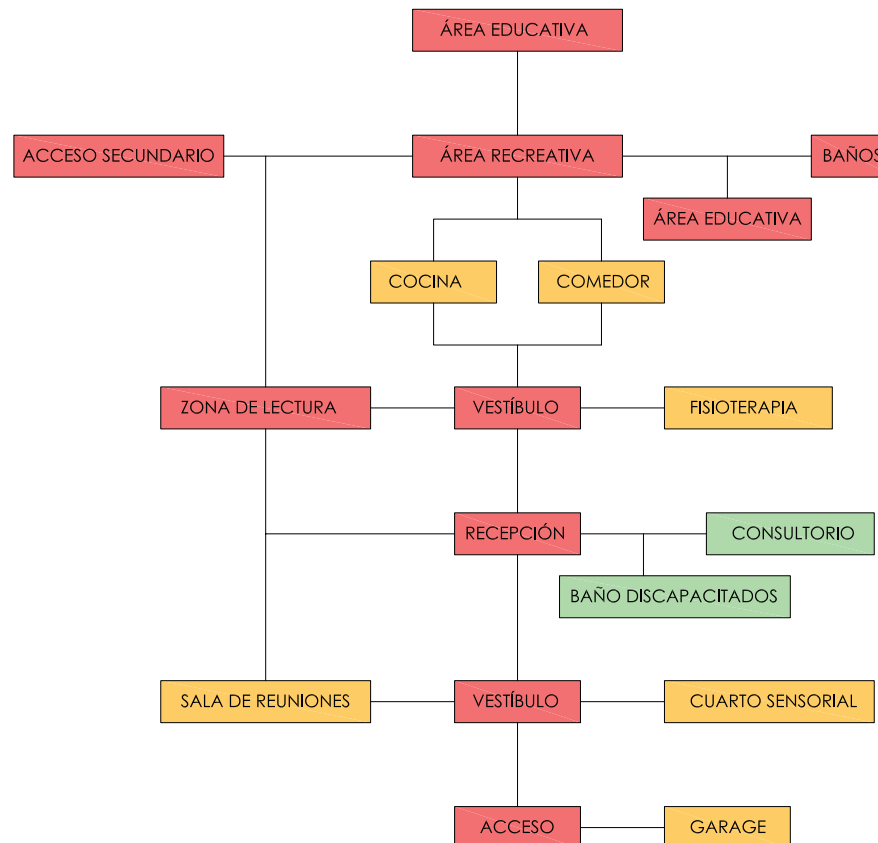 ÁREA EDUCATIVA
ACCESO SECUNDARIO
ÁREA RECREATIVA
BAÑOS
ÁREA EDUCATIVA
COCINA
COMEDOR
ZONA DE LECTURA
VESTÍBULO
FISIOTERAPIA
RECEPCIÓN
CONSULTORIO
BAÑO DISCAPACITADOS
SALA DE REUNIONES
VESTÍBULO
CUARTO SENSORIAL
ACCESO
GARAGE